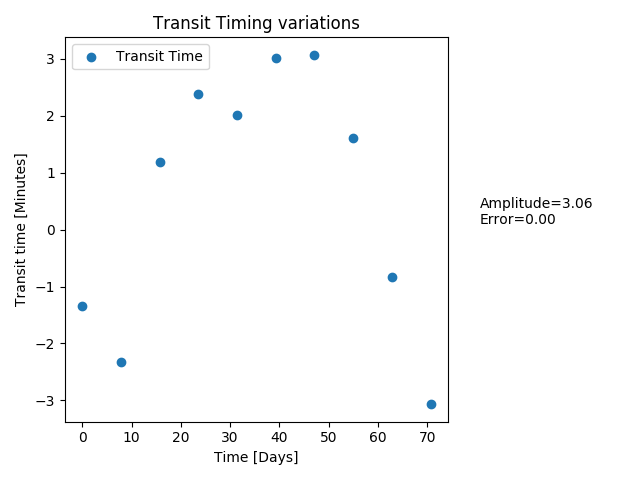 Transit Timing variations
Transit Time
3
2
1
0
−1
−2
−3
Transit time [Minutes]
0 10 20 30 40 50 60 70
Time [Days]
Amplitude=3.06
Error=0.00